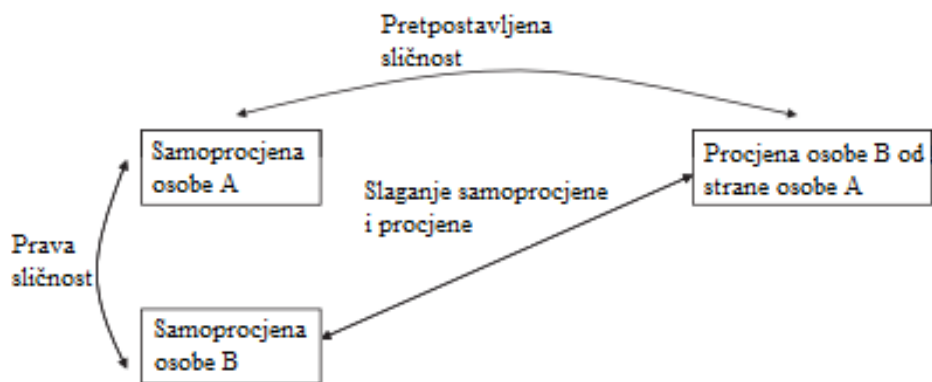 Pretpostavljena
sličnost
Samoprocjena
osobe A
Procjena osobe B od
strane osobe A
Slaganje samoprocjene
i procjene
Prava
sličnost
Samoprocjena
osobe B